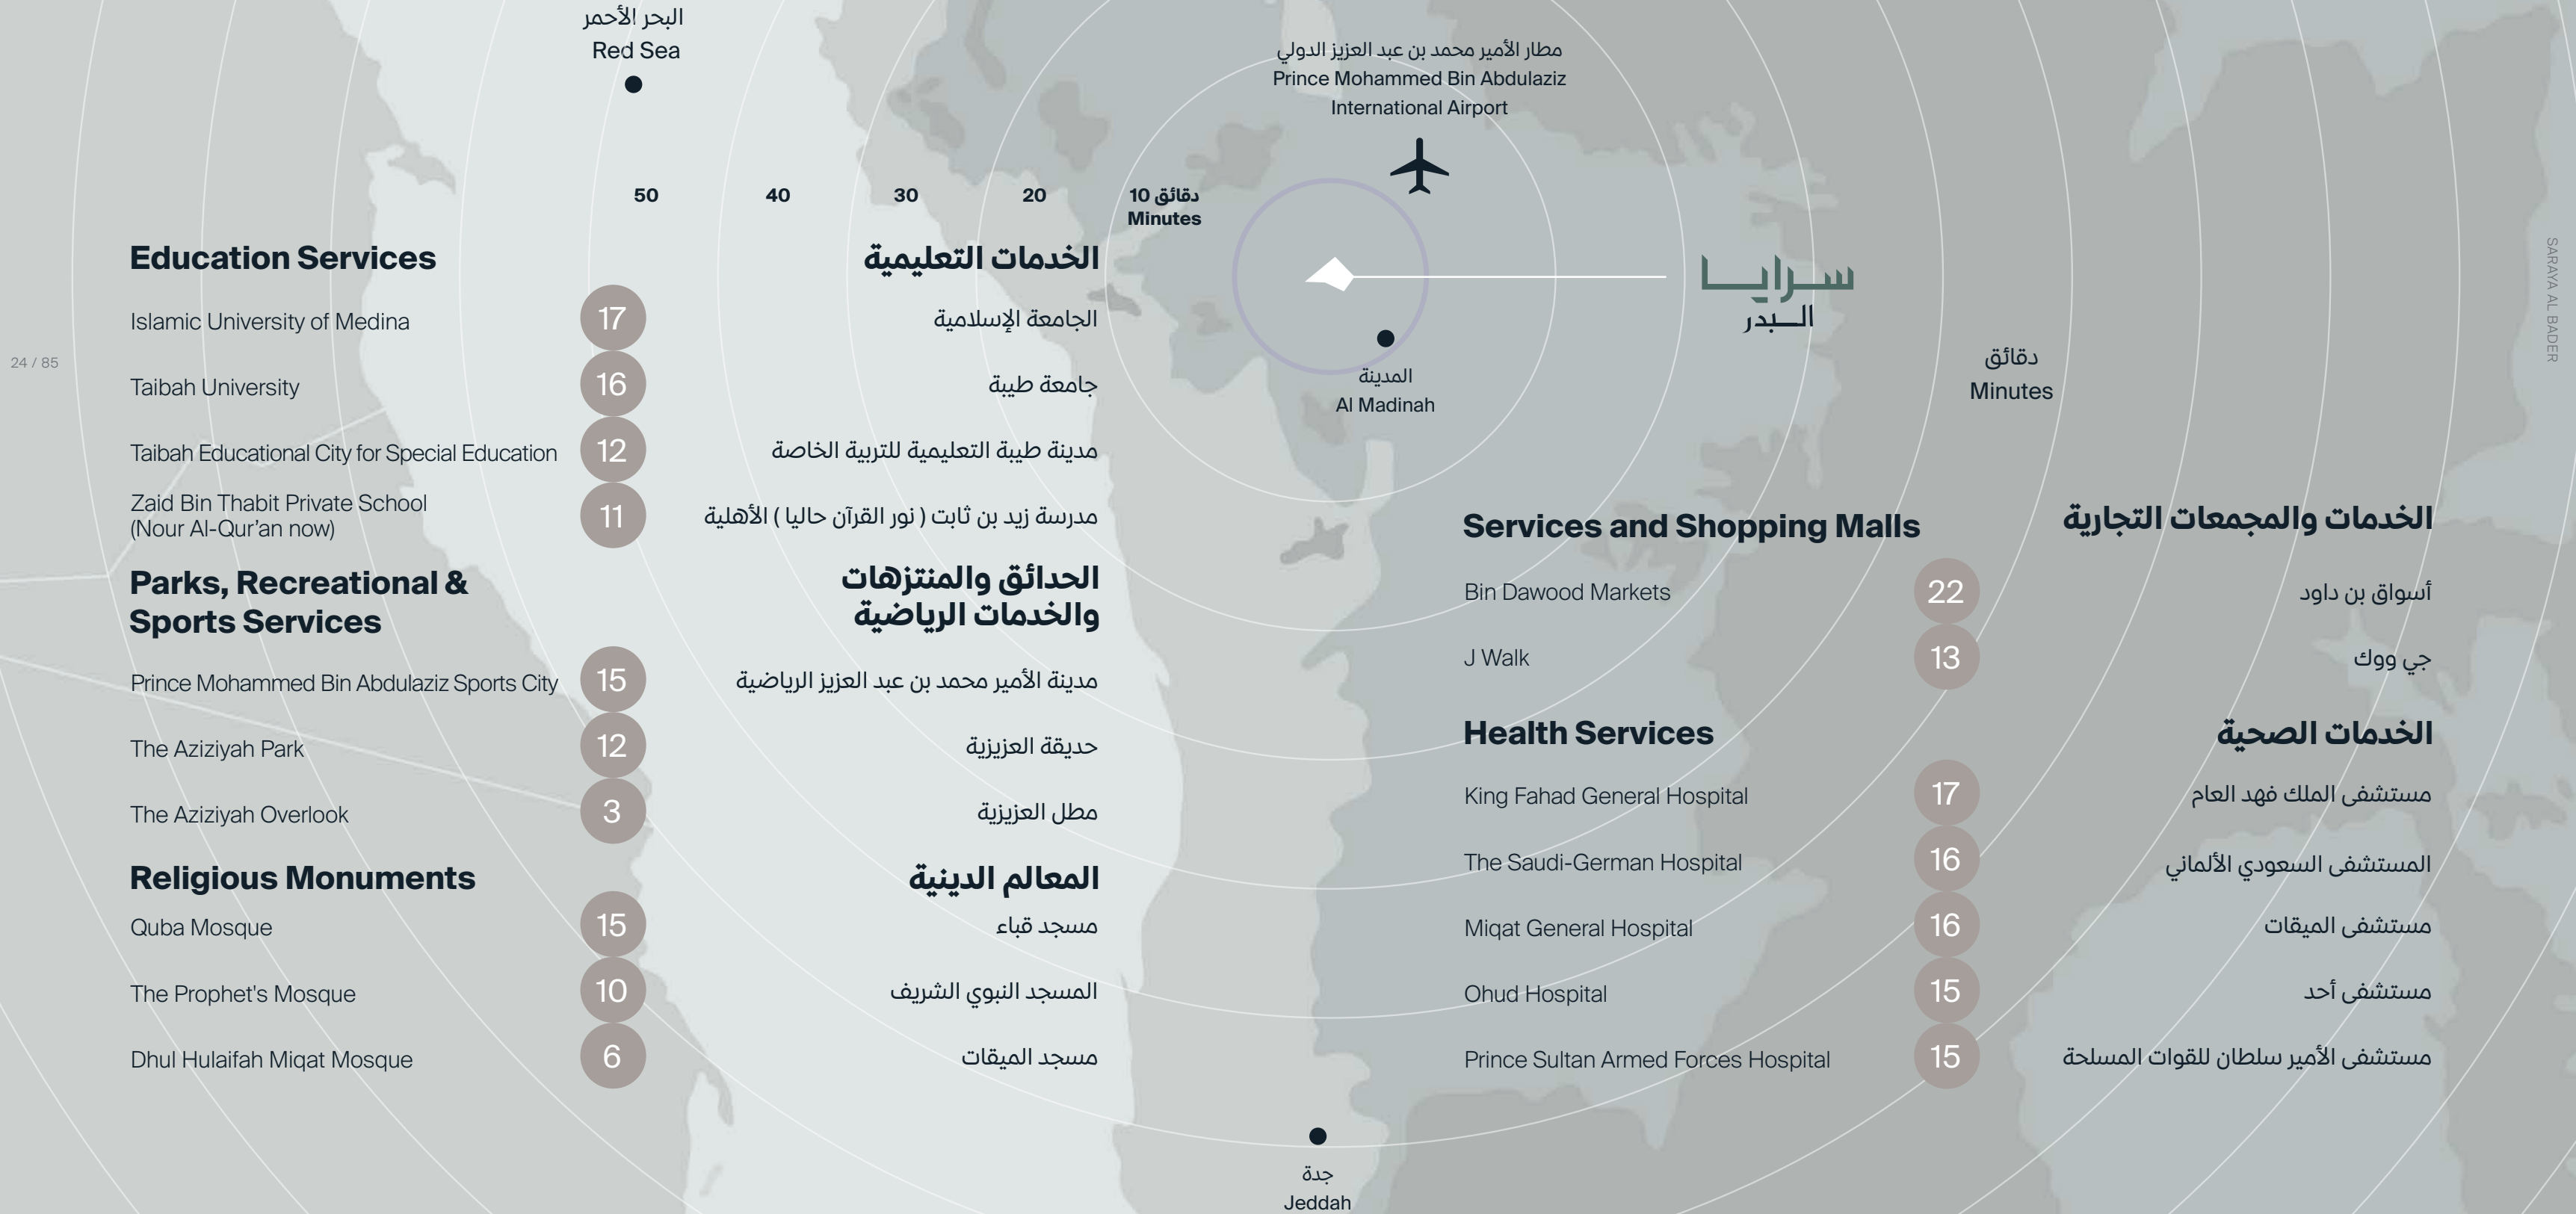 البحر الأحمر
Red Sea
مطار الأمير محمد بن عبد العزيز الدولي
Prince Mohammed Bin Abdulaziz
International Airport
50
40
30
20
10 دقائق
Minutes
سرايا
البدر
المدينة
Al Madinah
دقائق
Minutes
SARAYA AL BADER
24 / 85
Education Services
الخدمات التعليمية
Islamic University of Medina
17
الجامعة الإسلامية
Taibah University
16
جامعة طيبة
Taibah Educational City for Special Education
12
مدينة طيبة التعليمية للتربية الخاصة
Zaid Bin Thabit Private School
(Nour Al-Qur’an now)
11
مدرسة زيد بن ثابت ( نور القرآن حاليا ) الأهلية
Parks, Recreational &
Sports Services
الحدائق والمنتزهات
والخدمات الرياضية
Prince Mohammed Bin Abdulaziz Sports City
15
مدينة الأمير محمد بن عبد العزيز الرياضية
The Aziziyah Park
12
حديقة العزيزية
The Aziziyah Overlook
3
مطل العزيزية
Religious Monuments
المعالم الدينية
Quba Mosque
15
مسجد قباء
The Prophet's Mosque
10
المسجد النبوي الشريف
Dhul Hulaifah Miqat Mosque
6
مسجد الميقات
Services and Shopping Malls
الخدمات والمجمعات التجارية
Bin Dawood Markets
22
أسواق بن داود
J Walk
13
جي ووك
Health Services
الخدمات الصحية
King Fahad General Hospital
17
مستشفى الملك فهد العام
The Saudi-German Hospital
16
المستشفى السعودي الألماني
Miqat General Hospital
16
مستشفى الميقات
Ohud Hospital
15
مستشفى أحد
Prince Sultan Armed Forces Hospital
15
مستشفى الأمير سلطان للقوات المسلحة
جدة
Jeddah